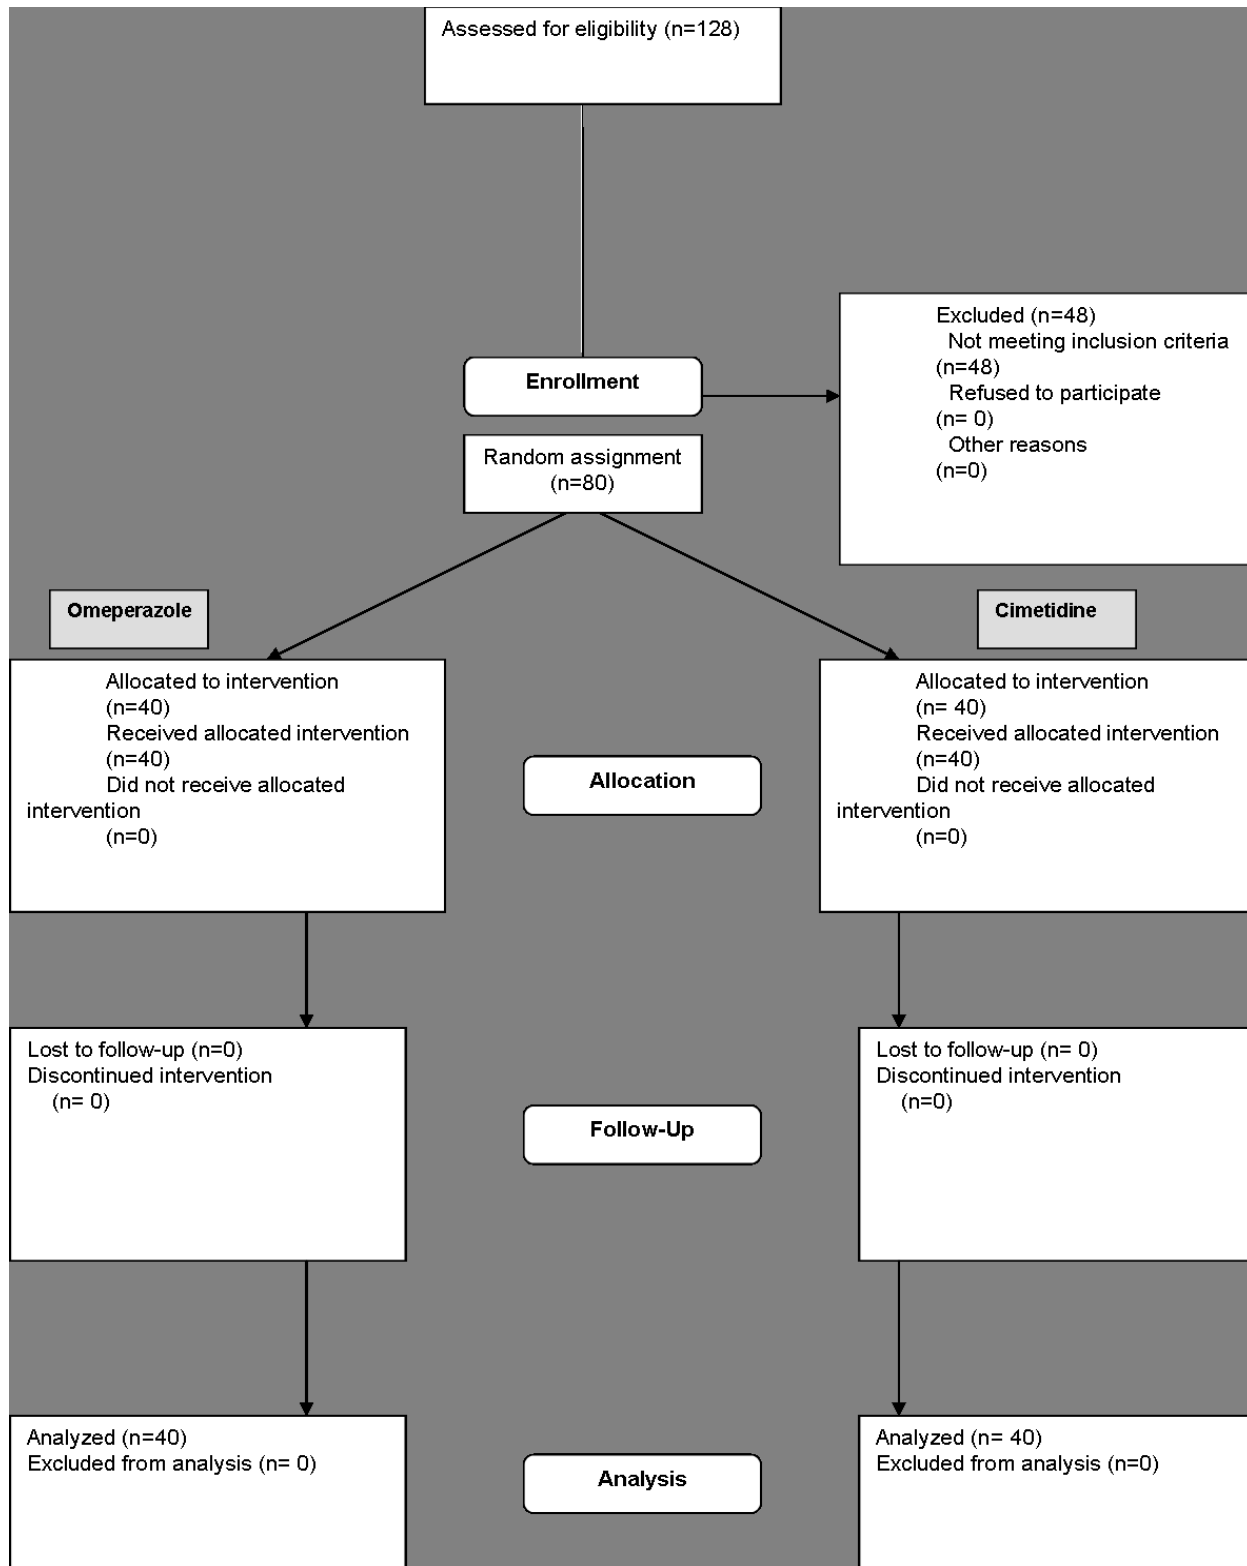 Assessed for eligibility (n=128)
Excluded (n=48)
Not meeting inclusion criteria
(n=48)
Refused to participate
(n= 0)
Other reasons
(n=0)
Enrollment
Random assignment
(n=80)
Omeperazole
Cimetidine
Allocated to intervention
(n=40)
Received allocated intervention
(n=40)
Did not receive allocated
intervention
(n=0)
Allocation
Allocated to intervention
(n= 40)
Received allocated intervention
(n=40)
Did not receive allocated
intervention
(n=0)
Lost to follow-up (n=0)
Discontinued intervention
(n= 0)
Follow-Up
Lost to follow-up (n= 0)
Discontinued intervention
(n=0)
Analyzed (n=40)
Excluded from analysis (n= 0)
Analysis
Analyzed (n= 40)
Excluded from analysis (n=0)